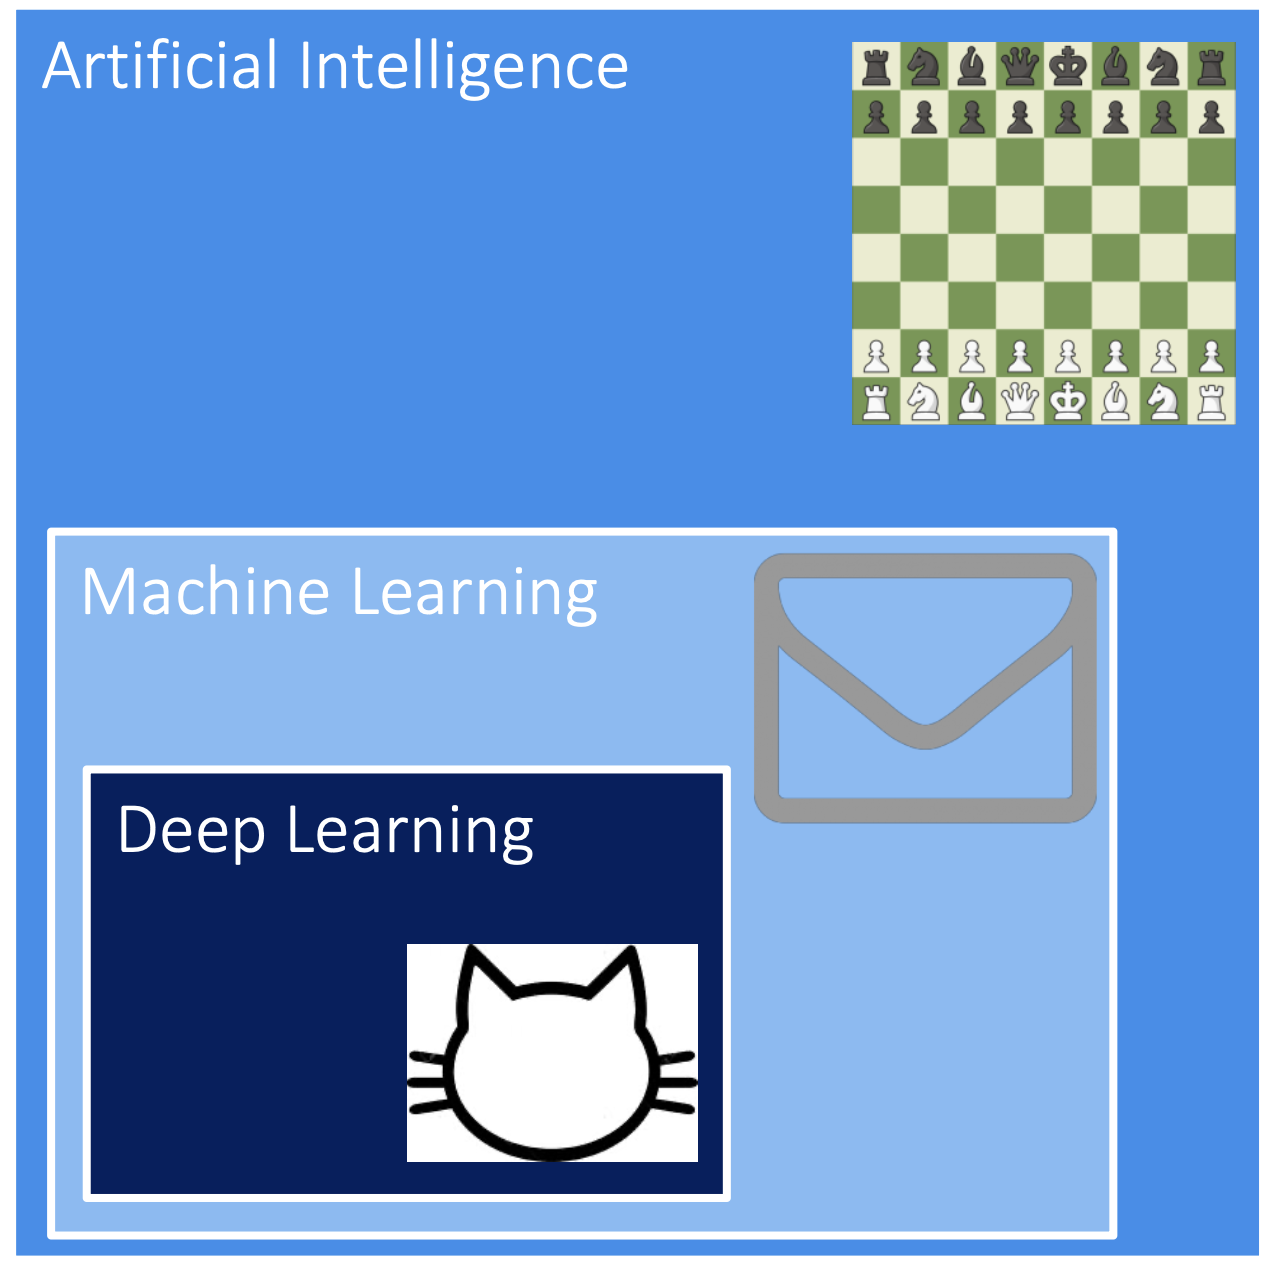 Artificial Intelligence
Machine Learning
Deep Learning